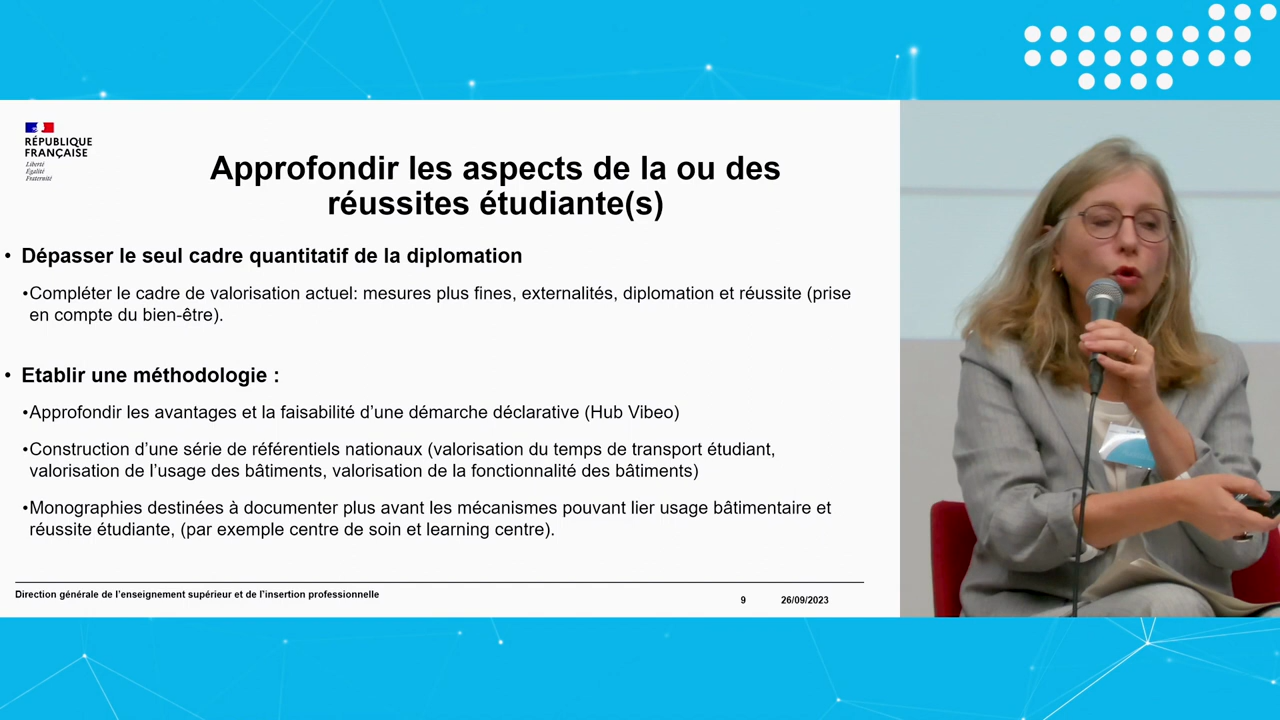 RÉPUBLIQUE
FRANÇAISE
Liberté
Égalité
Fraternité
Approfondir les aspects de la ou des
réussites étudiante(s)
• Dépasser le seul cadre quantitatif de la diplomation
•Compléter le cadre de valorisation actuel: mesures plus fines, externalités, diplomation et réussite (prise
en compte du bien-être).
• Etablir une méthodologie :
•Approfondir les avantages et la faisabilité d’une démarche déclarative (Hub Vibeo)
•Construction d’une série de référentiels nationaux (valorisation du temps de transport étudiant,
valorisation de l’usage des bâtiments, valorisation de la fonctionnalité des bâtiments)
•Monographies destinées à documenter plus avant les mécanismes pouvant lier usage bâtimentaire et
réussite étudiante, (par exemple centre de soin et learning centre).
Direction générale de l’enseignement supérieur et de l’insertion professionnelle
9 26/09/2023